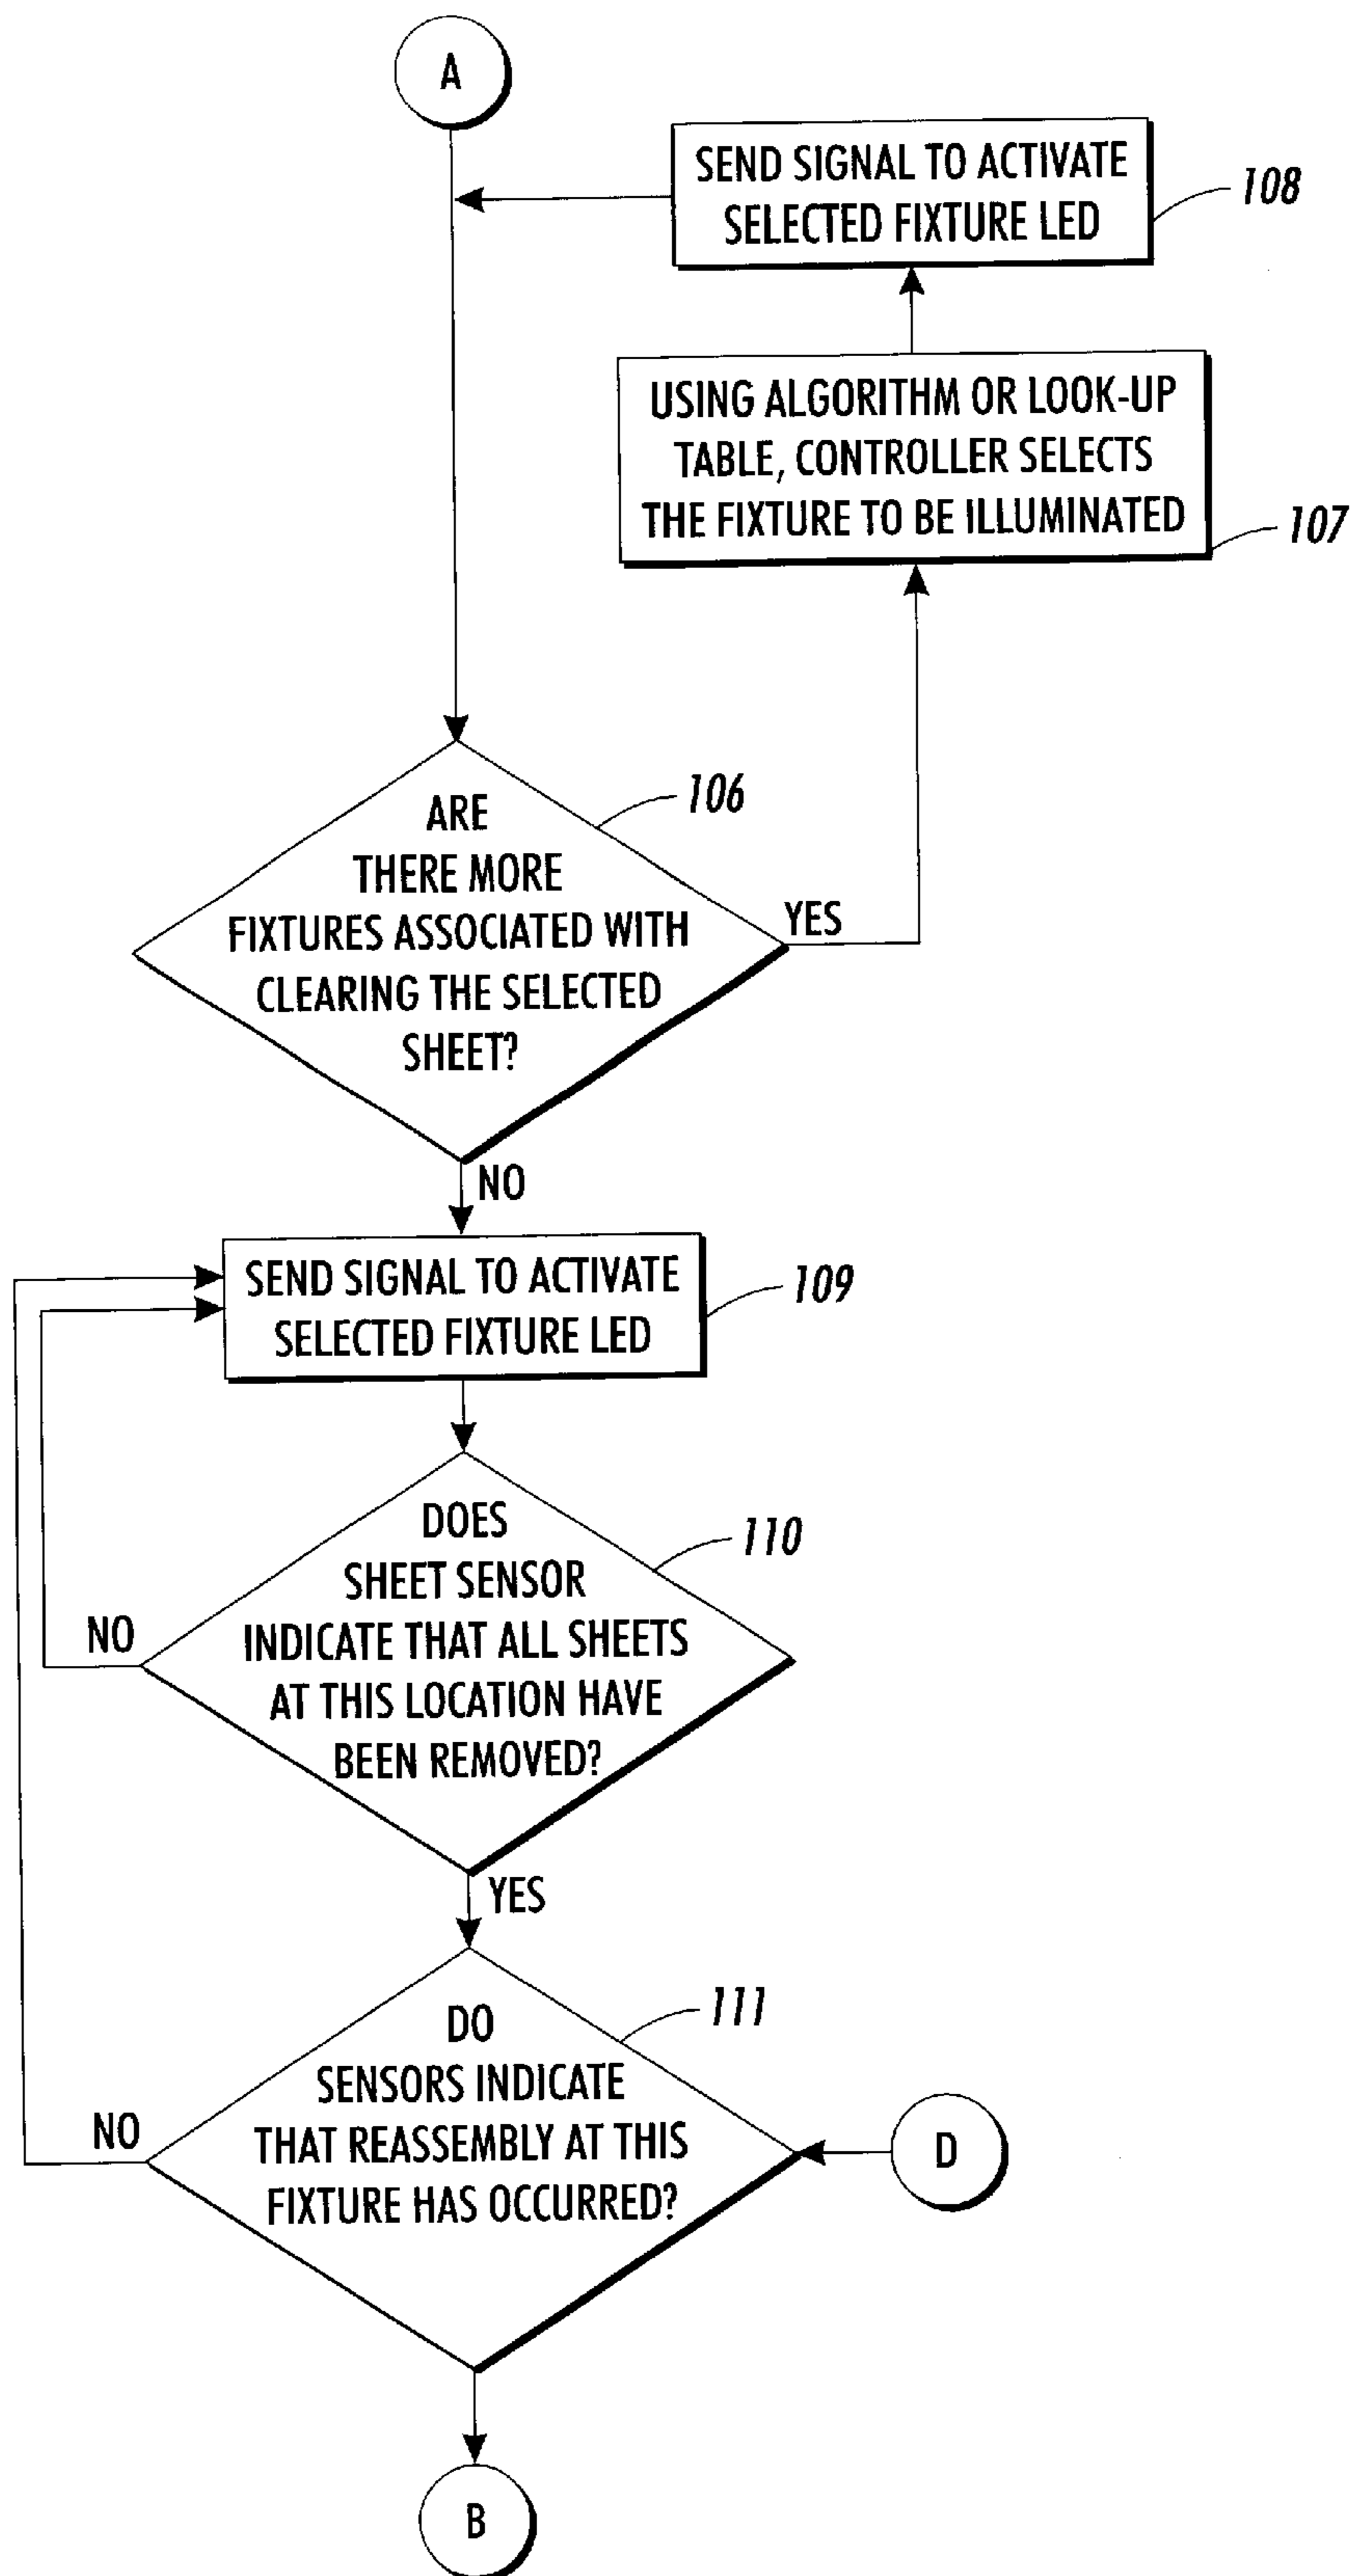 A
SEND SIGNAL TO ACTIVATE
SELECTED FIXTURE LED
108
USING ALGORITHM OR LOOK-UP
TABLE, CONTROLLER SELECTS
THE FIXTURE TO BE ILLUMINATED
107
ARE
THERE MORE
FIXTURES ASSOCIATED WITH
CLEARING THE SELECTED
SHEET?
106
YES
NO
SEND SIGNAL TO ACTIVATE
SELECTED FIXTURE LED
109
DOES
SHEET SENSOR
INDICATE THAT ALL SHEETS
AT THIS LOCATION HAVE
BEEN REMOVED?
110
NO
YES
DO
SENSORS INDICATE
THAT REASSEMBLY AT THIS
FIXTURE HAS OCCURRED?
111
NO
D
B